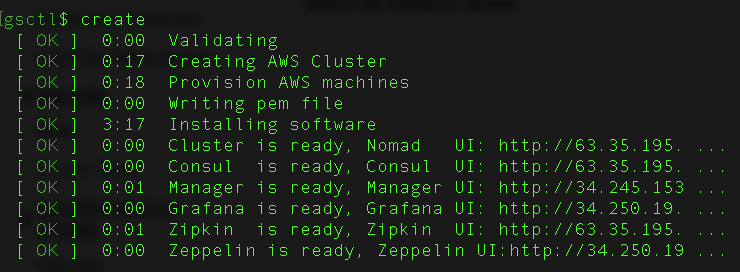 [gsctl$ create
[ OK ] 0:00 Validating
[ OK ] 0:17 Creating AWS Cluster
[ OK ] 0:18 Provision AWS machines
[ OK ] 0:00 Writing pem file
[ OK ] 3:17 Installing software
[ OK ] 0:00 Cluster is ready, Nomad UI: http://63.35.195. ...
[ OK ] 0:00 Consul is ready, Consul UI: http://63.35.195. ...
[ OK ] 0:01 Manager is ready, Manager UI: http://34.245.153 ...
[ OK ] 0:00 Grafana is ready, Grafana UI: http://34.250.19. ...
[ OK ] 0:01 Zipkin is ready, Zipkin UI: http://63.35.195. ...
[ OK ] 0:00 Zeppelin is ready, Zeppelin UI:http://34.250.19 ...